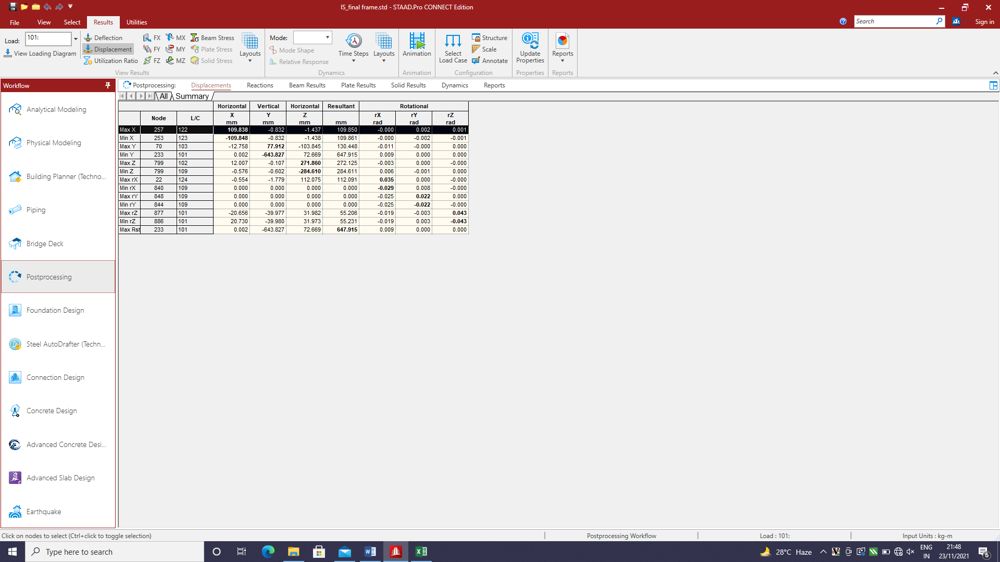 IS_final frame.std - STAAD.Pro CONNECT Edition
File View Select Results Utilities
Search Sign in
Load: 101:
View Loading Diagram
Deflection
Displacement
Utilization Ratio
FX MX Beam Stress
FY MY Plate Stress
FZ MZ Solid Stress
Layouts
View Results
Mode:
Mode Shape
Relative Response
Time Steps
Layouts
Dynamics
Animation
Animation
Select Load Case
Structure
Scale
Annotate
Configuration
Update Properties
Properties
Reports
Reports
Workflow
Postprocessing: Displacements Reactions Beam Results Plate Results Solid Results Dynamics Reports
All Summary
Analytical Modeling
Physical Modeling
Building Planner (Techno...
Piping
Bridge Deck
Postprocessing
Foundation Design
Steel AutoDrafter (Techn...
Connection Design
Concrete Design
Advanced Concrete Desi...
Advanced Slab Design
Earthquake
Horizontal Vertical Horizontal Resultant Rotational
Node L/C X mm Y mm Z mm mm rX rad rY rad rZ rad
Max X 257 122 109.838 -0.832 -1.437 109.850 -0.000 0.002 0.001
Min X 253 123 -109.848 -0.832 -1.438 109.861 -0.000 -0.002 -0.001
Max Y 70 103 -12.758 77.912 -103.845 130.448 -0.011 -0.000 0.000
Min Y 233 101 0.002 -643.827 72.669 647.915 0.009 0.000 0.000
Max Z 799 102 12.007 -0.107 271.860 272.125 -0.003 0.000 -0.000
Min Z 799 109 -0.576 -0.602 -284.610 284.611 0.006 -0.001 0.000
Max rX 22 124 -0.554 -1.779 112.075 112.091 0.035 0.000 -0.000
Min rX 840 109 0.000 0.000 0.000 0.000 -0.029 0.008 -0.000
Max rY 848 109 0.000 0.000 0.000 0.000 -0.025 0.022 0.000
Min rY 844 109 0.000 0.000 0.000 0.000 -0.025 -0.022 -0.000
Max rZ 877 101 -20.656 -39.977 31.982 55.206 -0.019 -0.003 0.043
Min rZ 886 101 20.730 -39.980 31.973 55.231 -0.019 0.003 -0.043
Max Rst 233 101 0.002 -643.827 72.669 647.915 0.009 0.000 0.000
Click on nodes to select (Ctrl+click to toggle selection) Postprocessing Workflow Load : 101: Input Units : kg-m
Type here to search
28°C Haze
ENG
IN
21:48
23/11/2021
6